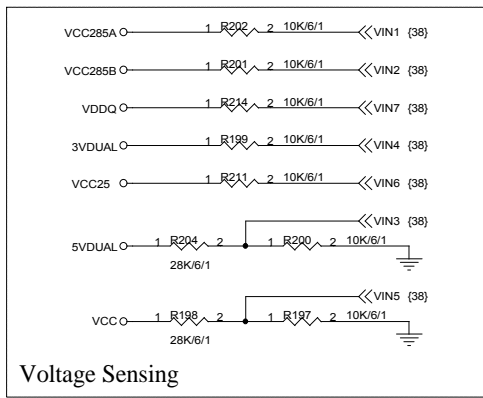 VCC285A 1 R202 2 10K/6/1 VIN1 {38}
VCC285B 1 R201 2 10K/6/1 VIN2 {38}
VDDQ 1 R214 2 10K/6/1 VIN7 {38}
3VDUAL 1 R199 2 10K/6/1 VIN4 {38}
VCC25 1 R211 2 10K/6/1 VIN6 {38}
VIN3 {38}
5VDUAL 1 R204 2 1 R200 2 10K/6/1
28K/6/1
VIN5 {38}
VCC 1 R198 2 1 R197 2 10K/6/1
28K/6/1
Voltage Sensing